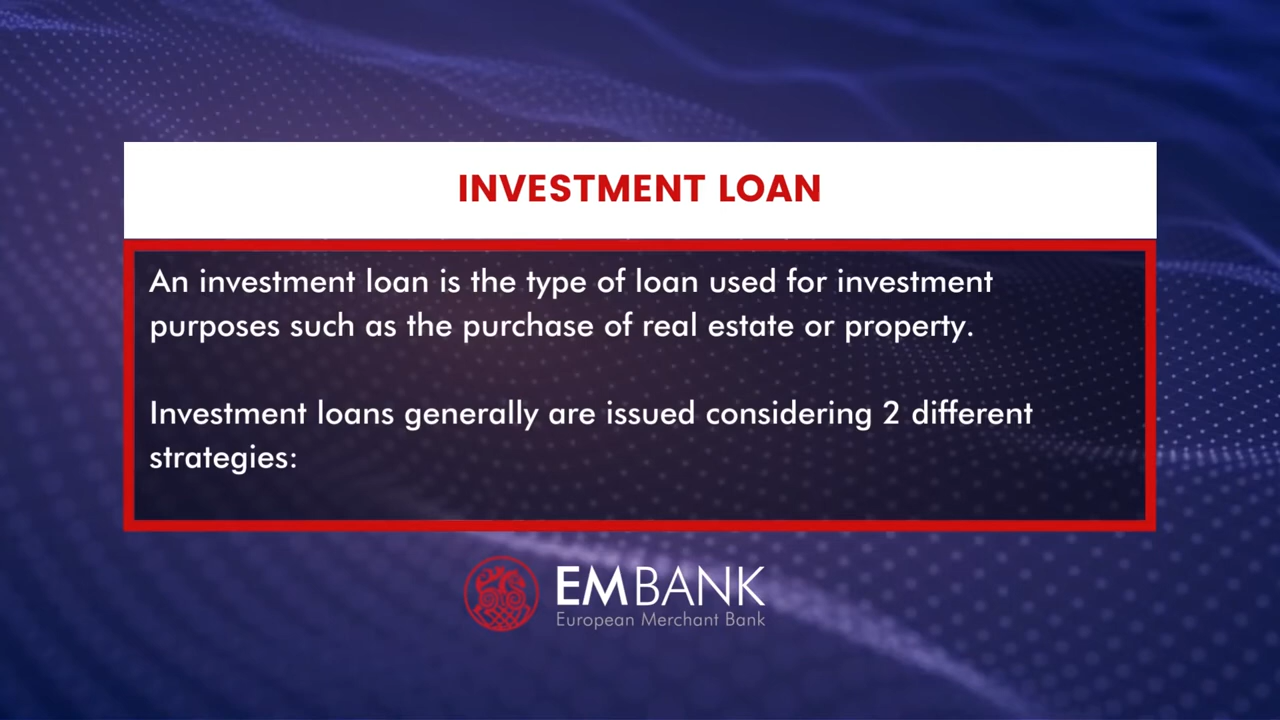 INVESTMENT LOAN
An investment loan is the type of loan used for investment
purposes such as the purchase of real estate or property.
Investment loans generally are issued considering 2 different
strategies:
EMBANK
European Merchant Bank